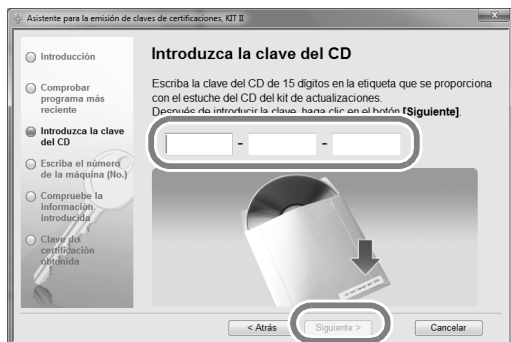 Asistente para la emisión de claves de certificaciones, KIT II
Introducción
Comprobar
programa más
reciente
Introduzca la clave
del CD
Escriba el número
de la máquina (No.)
Compruebe la
información
introducida
Clave de
certificación
obtenida
Introduzca la clave del CD
Escriba la clave del CD de 15 dígitos en la etiqueta que se proporciona
con el estuche del CD del kit de actualizaciones.
Después de introducir la clave, haga clic en el botón [Siguiente].
- -
< Atrás
Siguiente >
Cancelar